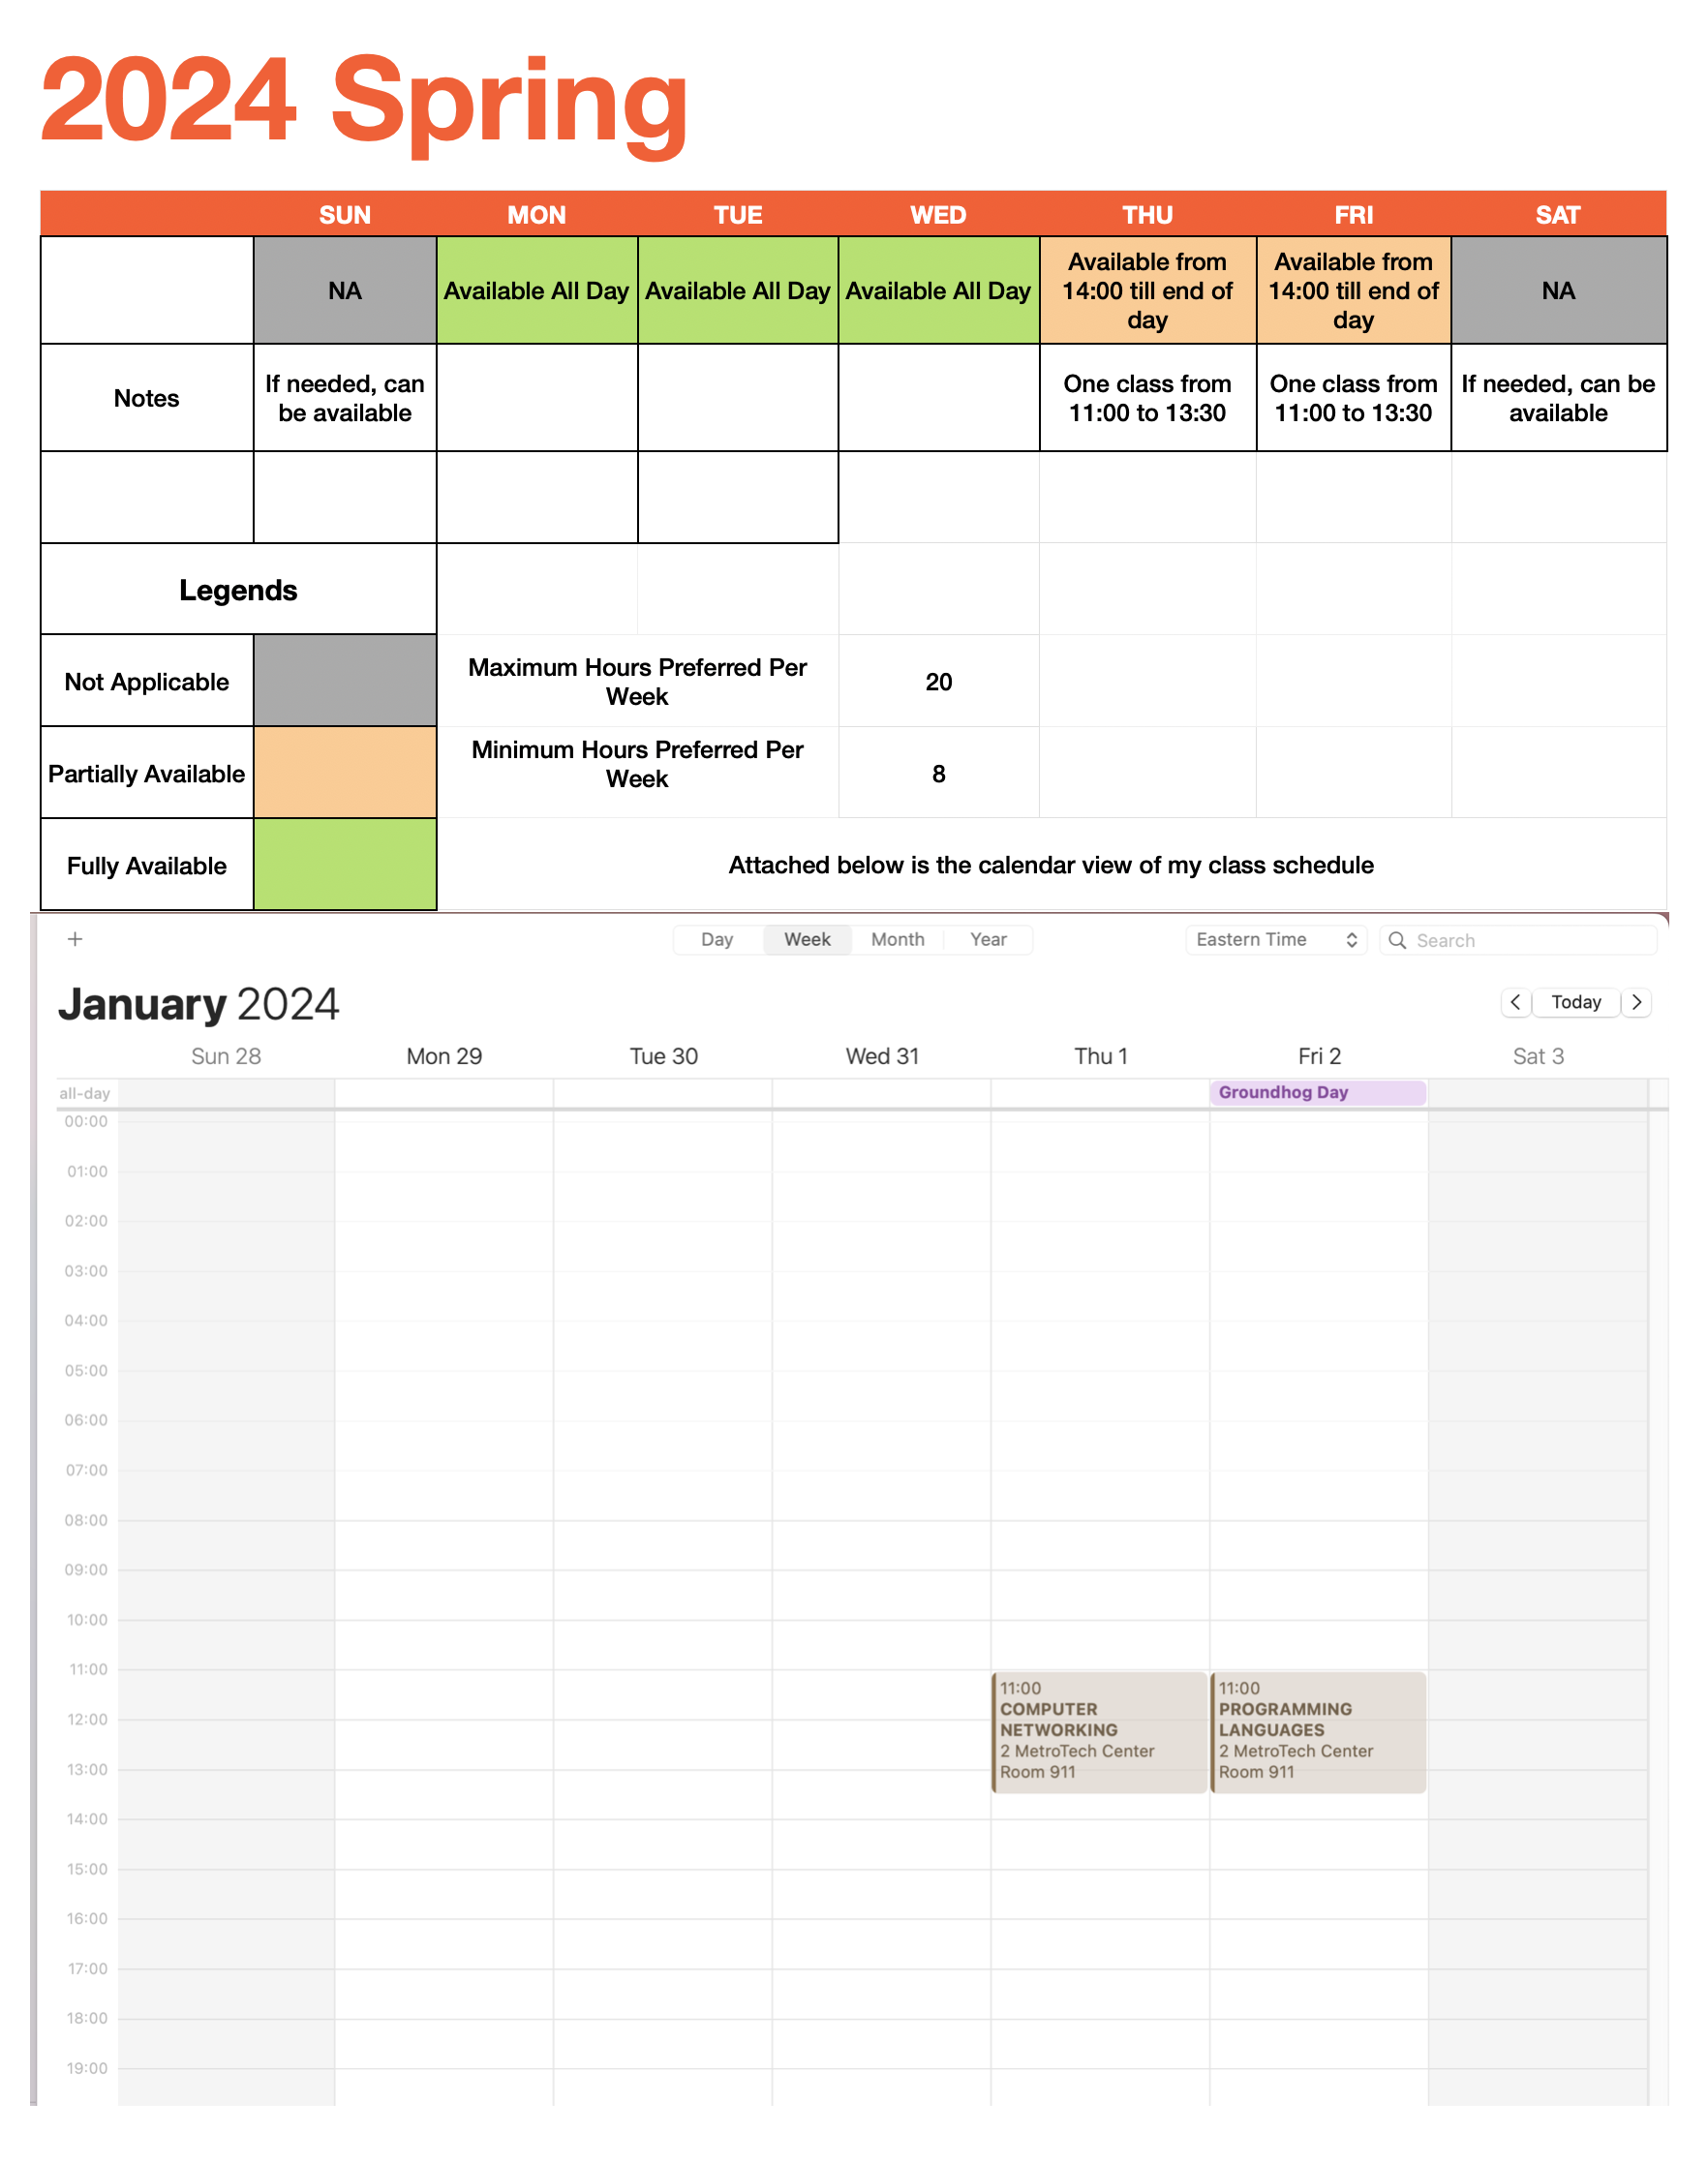 2024 Spring
SUN MON TUE WED THU FRI SAT
NA
Available All Day
Available All Day
Available All Day
Available from
14:00 till end of
day
Available from
14:00 till end of
day
NA
Notes
If needed, can
be available
One class from
11:00 to 13:30
One class from
11:00 to 13:30
If needed, can be
available
Legends
Not Applicable
Maximum Hours Preferred Per
Week
20
Partially Available
Minimum Hours Preferred Per
Week
8
Fully Available
Attached below is the calendar view of my class schedule
+
Day Week Month Year
Eastern Time
Search
January 2024
Today
Sun 28 Mon 29 Tue 30 Wed 31 Thu 1 Fri 2 Sat 3
all-day
Groundhog Day
00:00
01:00
02:00
03:00
04:00
05:00
06:00
07:00
08:00
09:00
10:00
11:00
12:00
13:00
14:00
15:00
16:00
17:00
18:00
19:00
11:00
COMPUTER
NETWORKING
2 MetroTech Center
Room 911
11:00
PROGRAMMING
LANGUAGES
2 MetroTech Center
Room 911